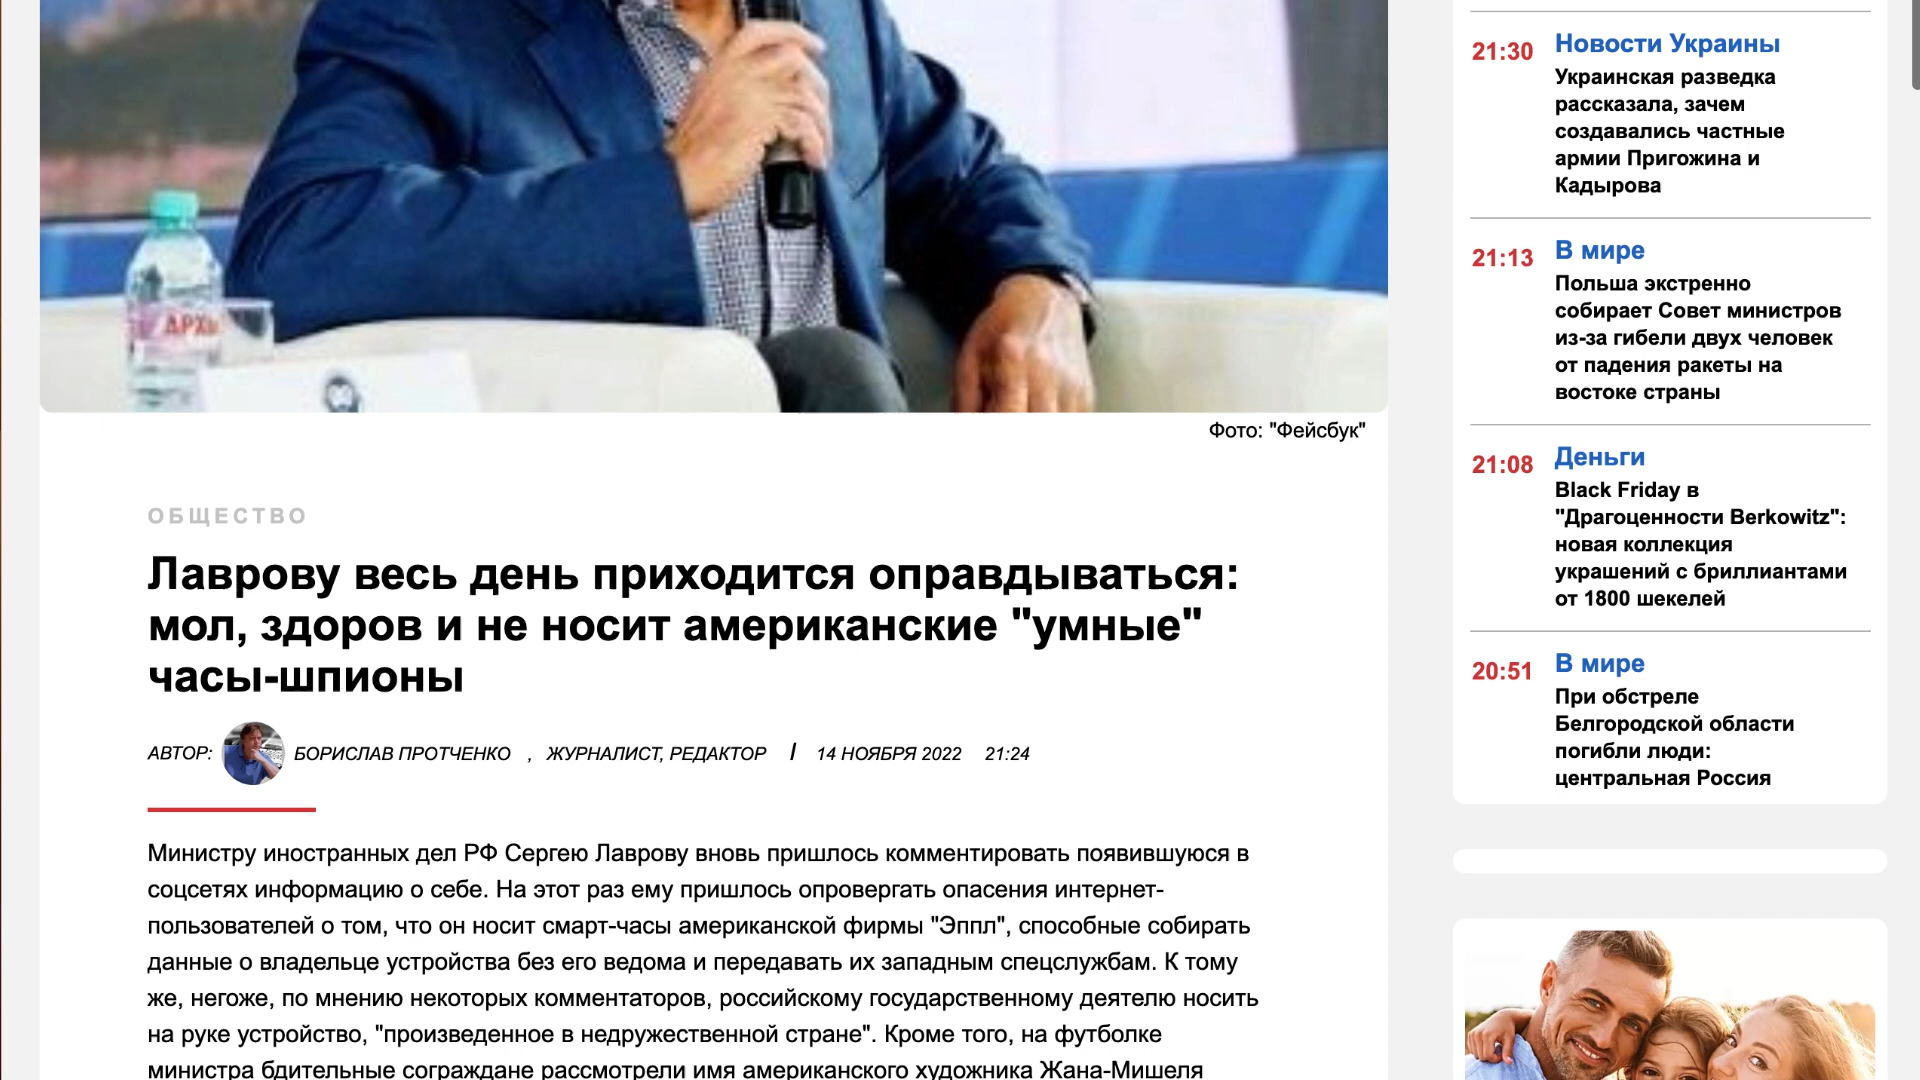 АРХЫ
Фото: "Фейсбук"
ОБЩЕСТВО
Лаврову весь день приходится оправдываться:
мол, здоров и не носит американские "умные"
часы-шпионы
АВТОР: БОРИСЛАВ ПРОТЧЕНКО , ЖУРНАЛИСТ, РЕДАКТОР / 14 НОЯБРЯ 2022 21:24
Министру иностранных дел РФ Сергею Лаврову вновь пришлось комментировать появившуюся в
соцсетях информацию о себе. На этот раз ему пришлось опровергать опасения интернет-
пользователей о том, что он носит смарт-часы американской фирмы "Эппл", способные собирать
данные о владельце устройства без его ведома и передавать их западным спецслужбам. К тому
же, негоже, по мнению некоторых комментаторов, российскому государственному деятелю носить
на руке устройство, "произведенное в недружественной стране". Кроме того, на футболке
министра бдительные сограждане рассмотрели имя американского художника Жана-Мишеля
21:30 Новости Украины
Украинская разведка
рассказала, зачем
создавались частные
армии Пригожина и
Кадырова
21:13 В мире
Польша экстренно
собирает Совет министров
из-за гибели двух человек
от падения ракеты на
востоке страны
21:08 Деньги
Black Friday в
"Драгоценности Berkowitz":
новая коллекция
украшений с бриллиантами
от 1800 шекелей
20:51 В мире
При обстреле
Белгородской области
погибли люди:
центральная Россия